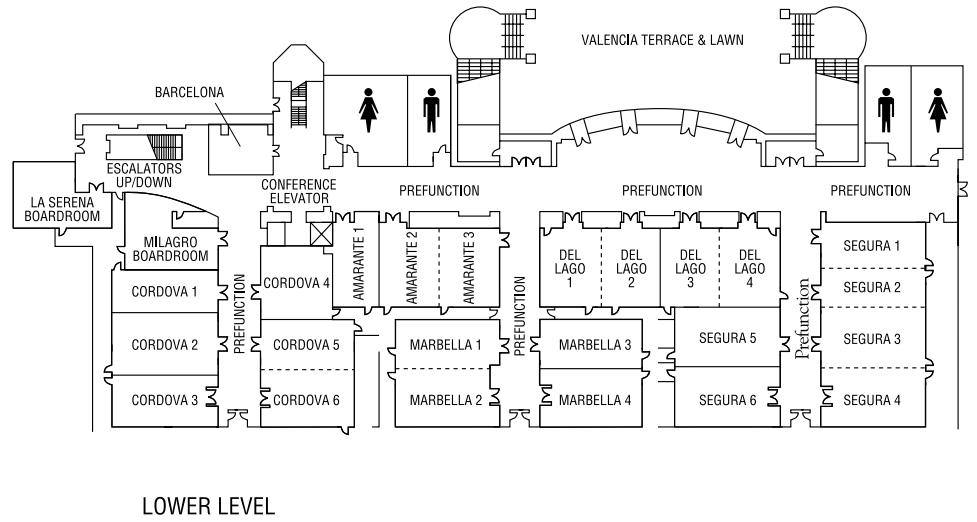 VALENCIA TERRACE & LAWN
BARCELONA
ESCALATORS
UP/DOWN
CONFERENCE
ELEVATOR
PREFUNCTION
PREFUNCTION
PREFUNCTION
LA SERENA
BOARDROOM
MILAGRO
BOARDROOM
AMARANTE 1
AMARANTE 2
AMARANTE 3
DEL
LAGO
1
DEL
LAGO
2
DEL
LAGO
3
DEL
LAGO
4
SEGURA 1
CORDOVA 4
CORDOVA 1
SEGURA 2
PREFUNCTION
PREFUNCTION
Prefunction
CORDOVA 2
CORDOVA 5
MARBELLA 1
MARBELLA 3
SEGURA 5
SEGURA 3
CORDOVA 3
CORDOVA 6
MARBELLA 2
MARBELLA 4
SEGURA 6
SEGURA 4
LOWER LEVEL